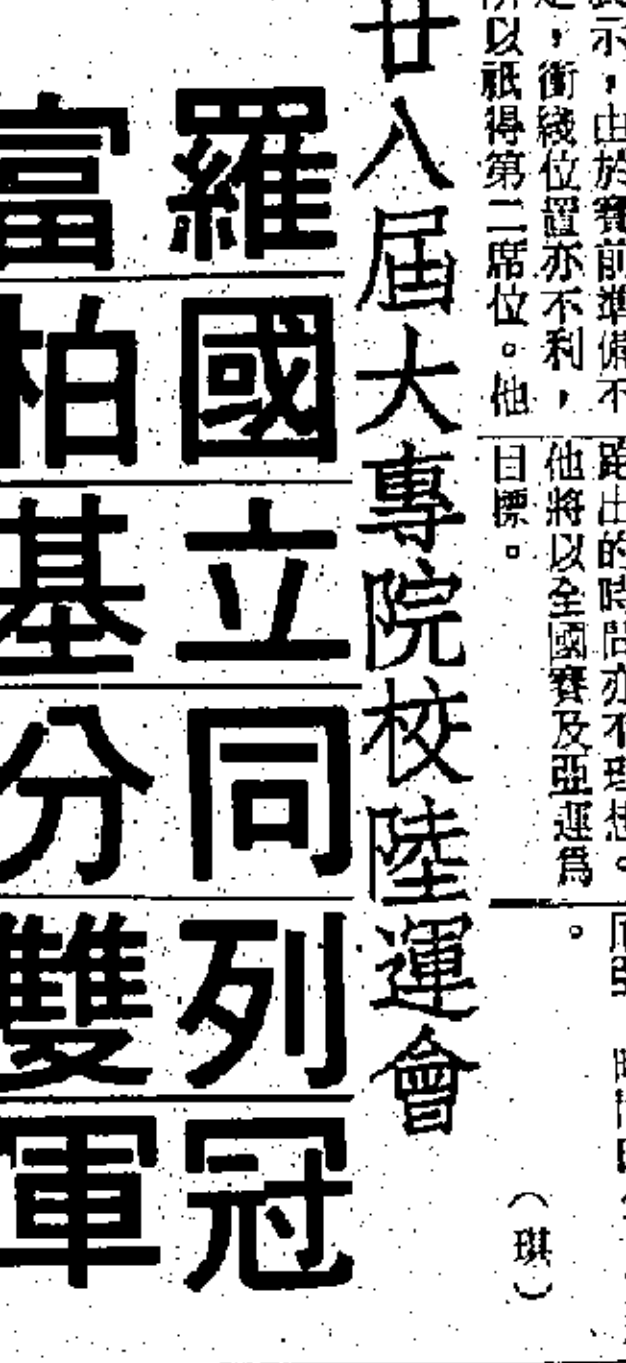 示，由於賽前準備不
，衝綫位置亦不利，
所以祇得第二席位。他
跑出的時間亦不理想。
他將以全國賽及亞運爲
目標。
。
（琪）
廿八屆大專院校陸運會
羅國立同列冠
富柏基分雙軍